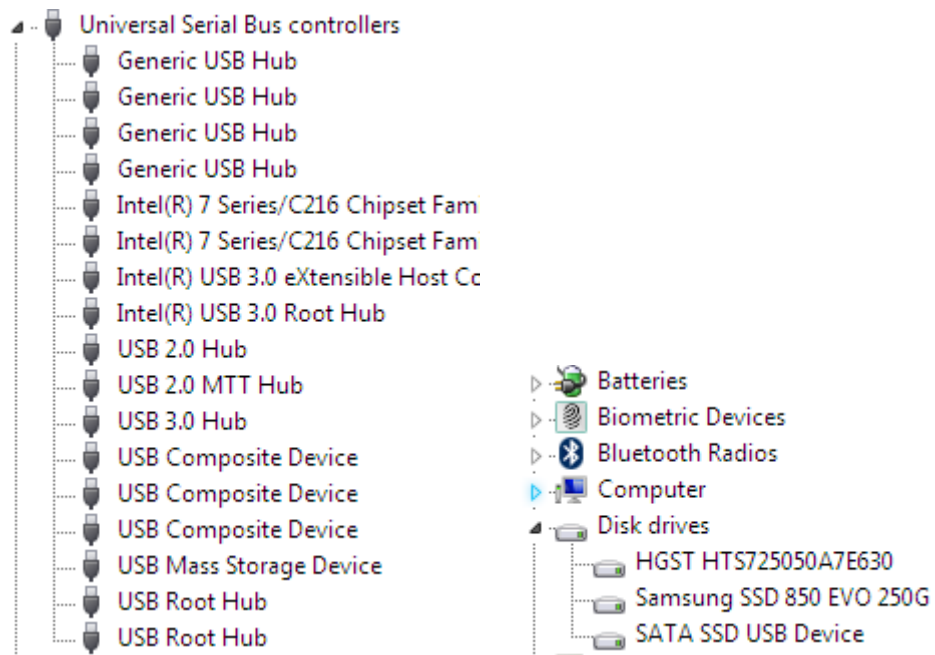 Universal Serial Bus controllers
Generic USB Hub
Generic USB Hub
Generic USB Hub
Generic USB Hub
Intel(R) 7 Series/C216 Chipset Fam
Intel(R) 7 Series/C216 Chipset Fam
Intel(R) USB 3.0 eXtensible Host Co
Intel(R) USB 3.0 Root Hub
USB 2.0 Hub
USB 2.0 MTT Hub
USB 3.0 Hub
USB Composite Device
USB Composite Device
USB Composite Device
USB Mass Storage Device
USB Root Hub
USB Root Hub
Batteries
Biometric Devices
Bluetooth Radios
Computer
Disk drives
HGST HTS725050A7E630
Samsung SSD 850 EVO 250G
SATA SSD USB Device